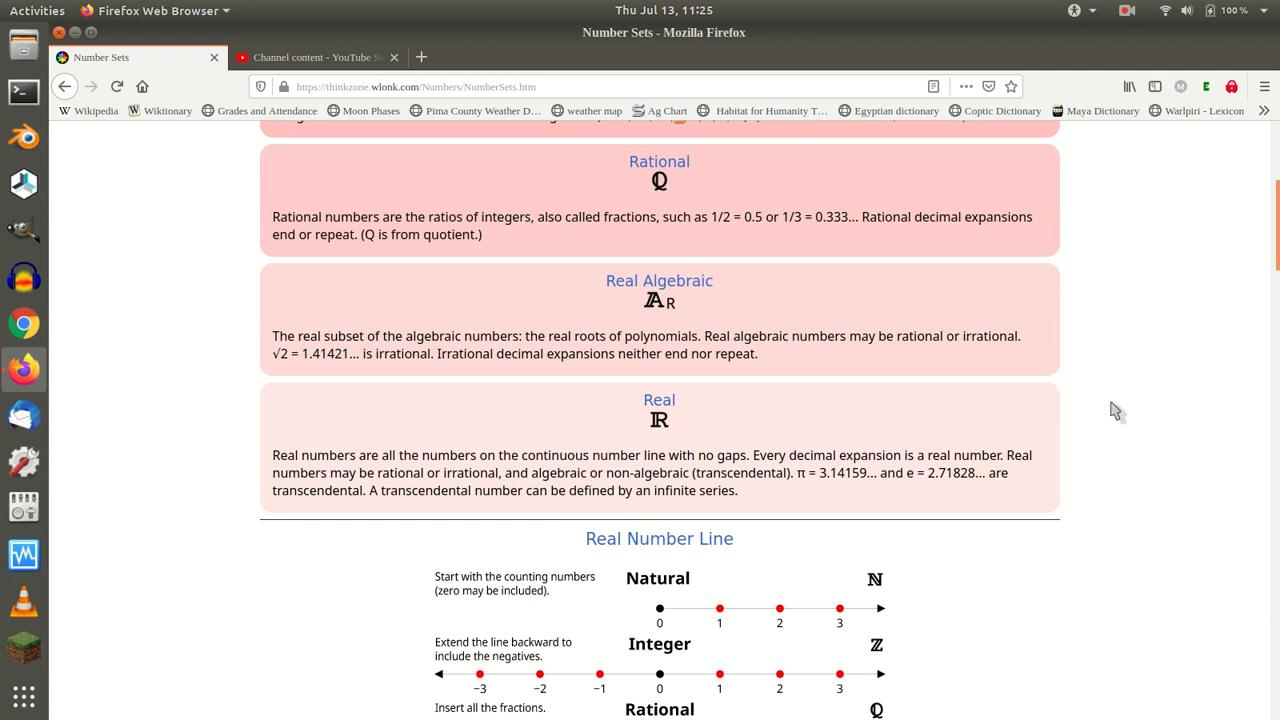 Activities Firefox Web Browser Thu Jul 13, 11:25 100 %
Number Sets - Mozilla Firefox
Number Sets Channel content - YouTube St
https://thinkzone.wlonk.com/Numbers/NumberSets.htm
Wikipedia Wiktionary Grades and Attendance Moon Phases Pima County Weather D… weather map Ag Chart Habitat for Humanity T… Egyptian dictionary Coptic Dictionary Maya Dictionary Warlpiri - Lexicon
Rational
ℚ
Rational numbers are the ratios of integers, also called fractions, such as 1/2 = 0.5 or 1/3 = 0.333... Rational decimal expansions
end or repeat. (Q is from quotient.)
Real Algebraic
𝔸R
The real subset of the algebraic numbers: the real roots of polynomials. Real algebraic numbers may be rational or irrational.
√2 = 1.41421... is irrational. Irrational decimal expansions neither end nor repeat.
Real
ℝ
Real numbers are all the numbers on the continuous number line with no gaps. Every decimal expansion is a real number. Real
numbers may be rational or irrational, and algebraic or non-algebraic (transcendental). π = 3.14159... and e = 2.71828... are
transcendental. A transcendental number can be defined by an infinite series.
Real Number Line
Start with the counting numbers
(zero may be included).
Natural ℕ
0 1 2 3
Extend the line backward to
include the negatives.
Integer ℤ
−3 −2 −1 0 1 2 3
Insert all the fractions. Rational ℚ